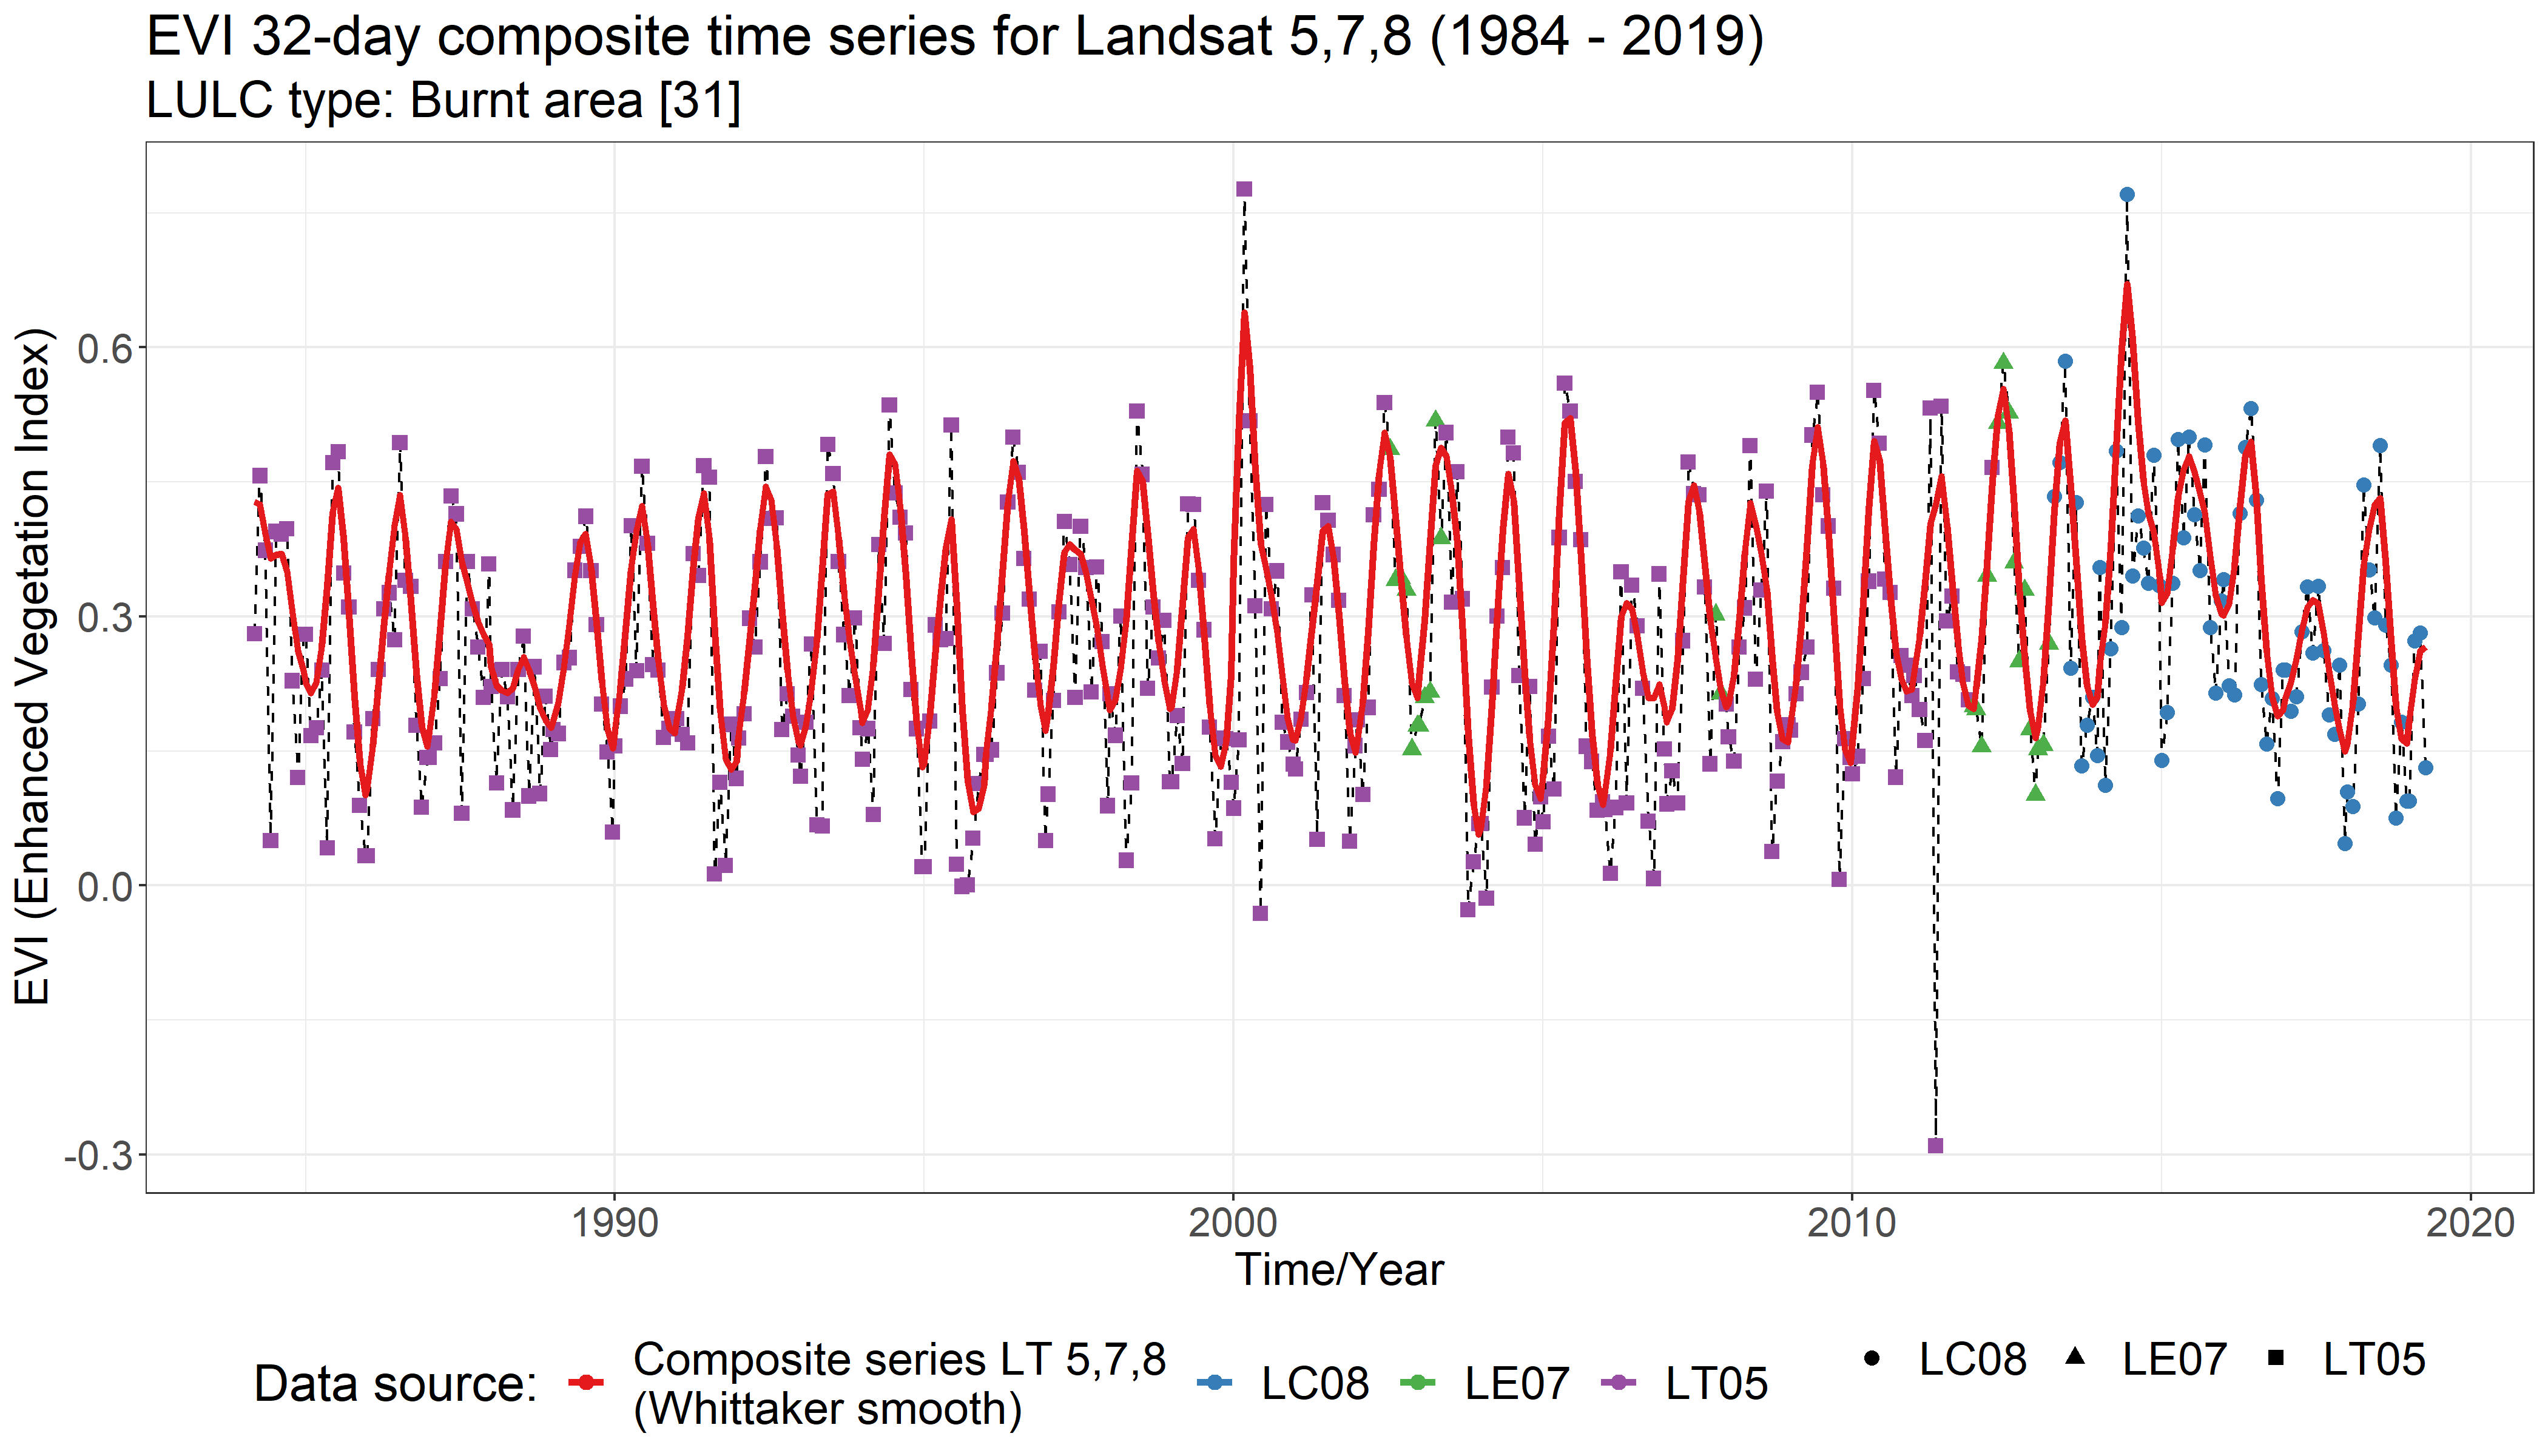 EVI 32-day composite time series for Landsat 5,7,8 (1984 - 2019)
LULC type: Burnt area [31]
EVI (Enhanced Vegetation Index)
0.6
0.3
0.0
-0.3
1990 2000 2010 2020
Time/Year
Data source: Composite series LT 5,7,8
(Whittaker smooth)
LC08 LE07 LT05
LC08 LE07 LT05